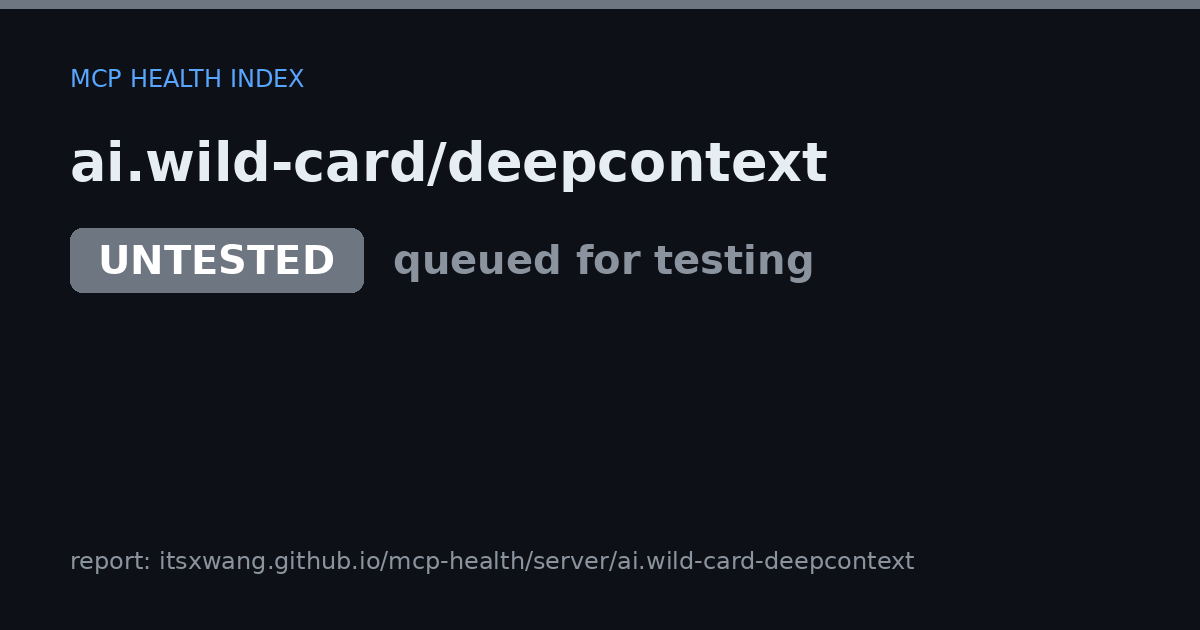 MCP HEALTH INDEX
ai.wild-card/deepcontext
UNTESTED queued for testing
report: itsxwang.github.io/mcp-health/server/ai.wild-card-deepcontext